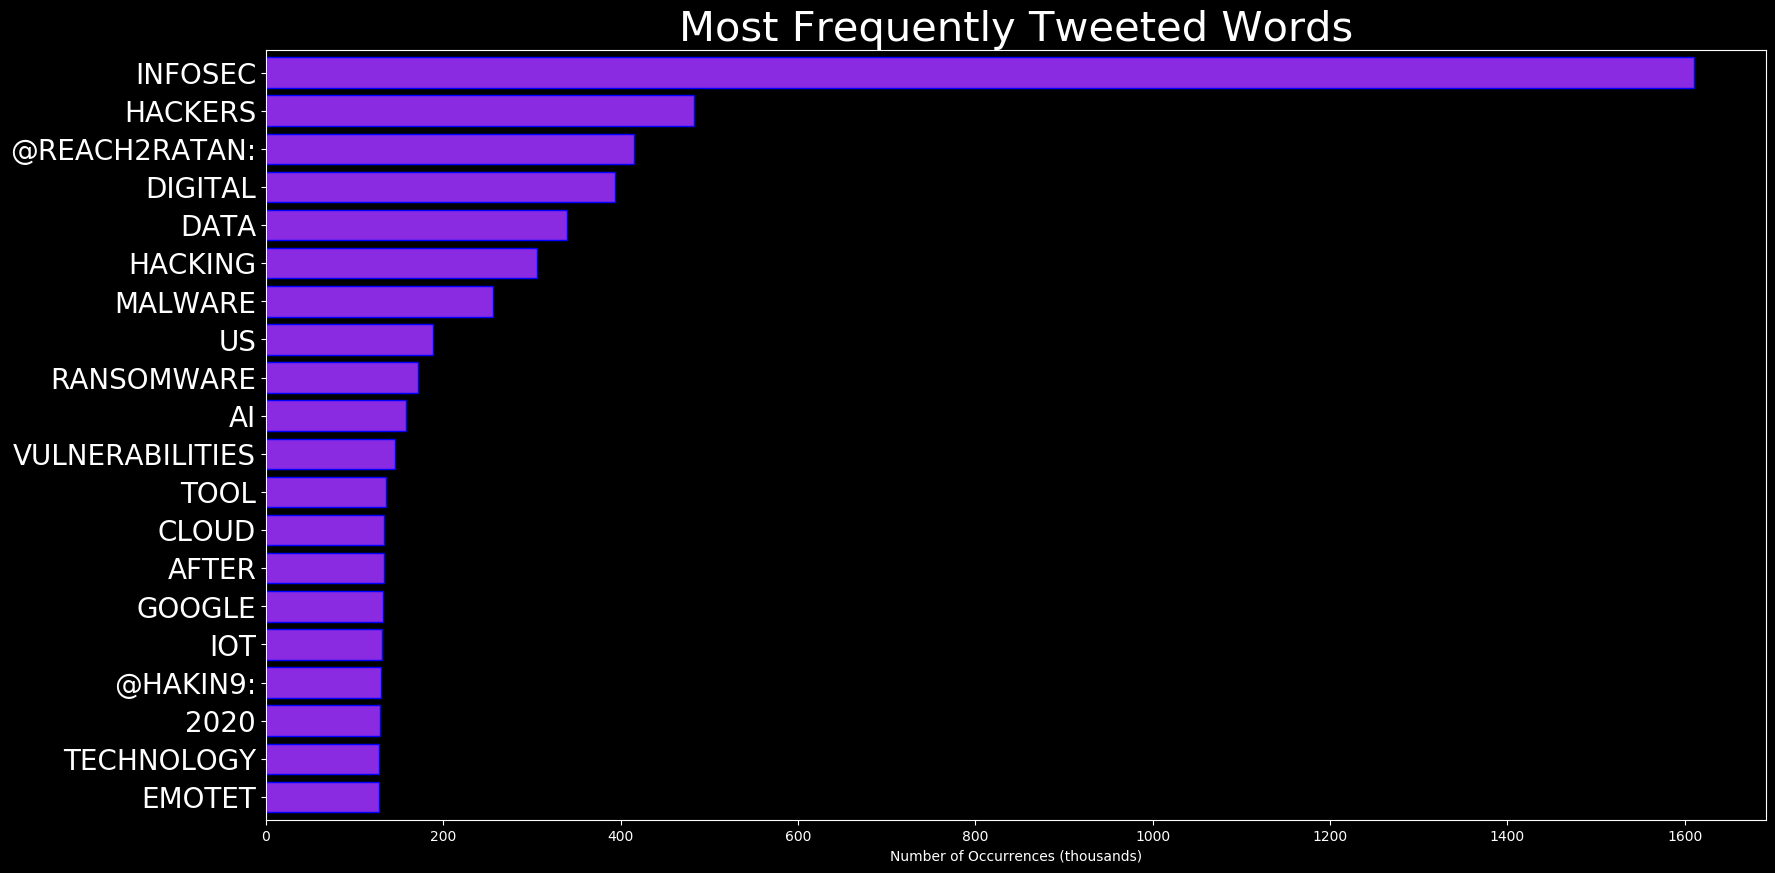 Most Frequently Tweeted Words
INFOSEC
HACKERS
@REACH2RATAN:
DIGITAL
DATA
HACKING
MALWARE
US
RANSOMWARE
AI
VULNERABILITIES
TOOL
CLOUD
AFTER
GOOGLE
IOT
@HAKIN9:
2020
TECHNOLOGY
EMOTET
0 200 400 600 800 1000 1200 1400 1600
Number of Occurrences (thousands)